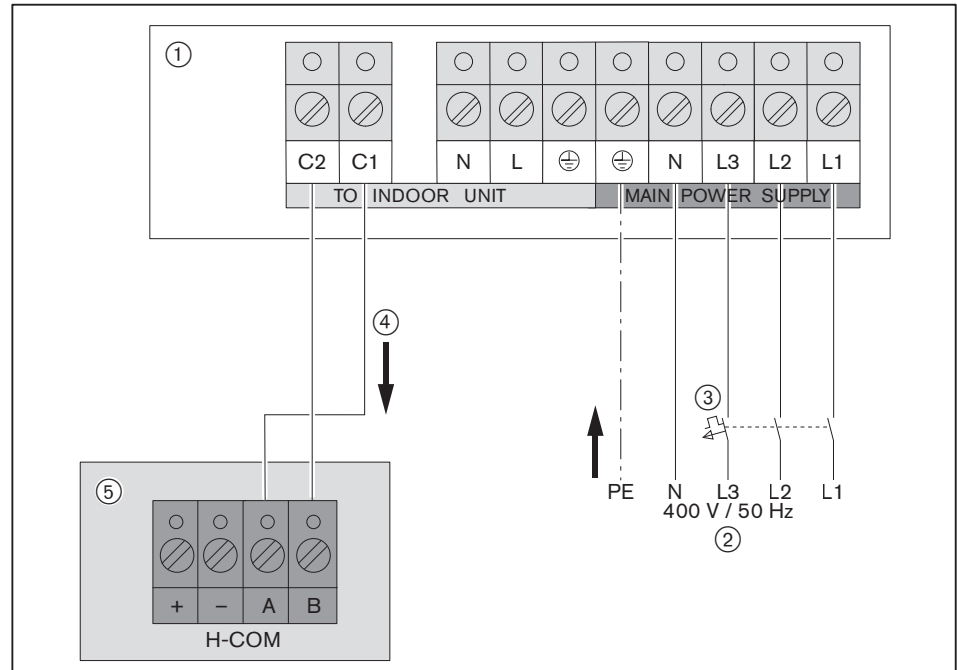 ①
C2 C1 N L ⏚ ⏚ N L3 L2 L1
TO INDOOR UNIT MAIN POWER SUPPLY
④
③
PE N L3 L2 L1
400 V / 50 Hz
②
⑤
+ – A B
H-COM